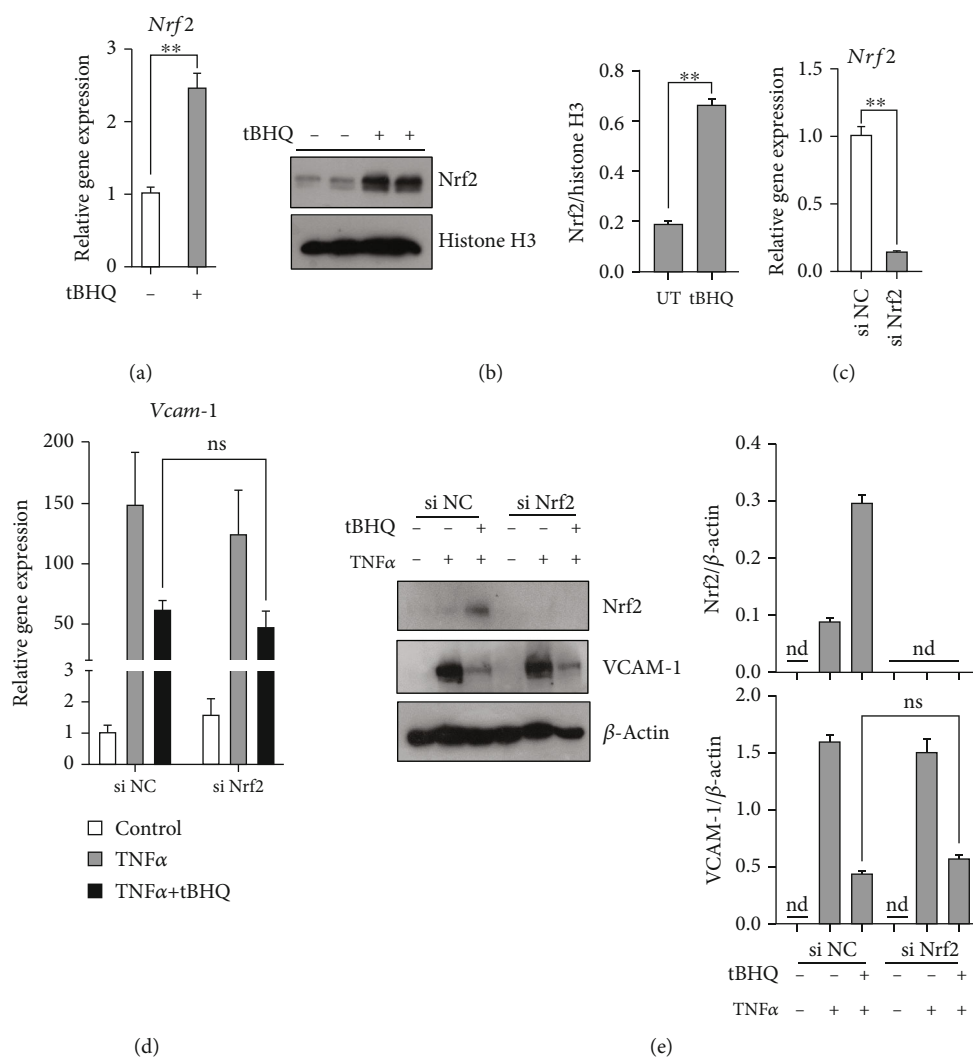 Nrf2
**
3
2
1
0
Relative gene expression
– +
tBHQ
(a)
tBHQ – – + +
Nrf2
Histone H3
**
0.8
0.6
0.4
0.2
0.0
Nrf2/histone H3
UT tBHQ
(b)
Nrf2
**
1.5
1.0
0.5
0.0
Relative gene expression
si NC
si Nrf2
(c)
Vcam-1
ns
200
150
100
50
3
2
1
0
Relative gene expression
si NC si Nrf2
Control
TNFα
TNFα+tBHQ
(d)
si NC si Nrf2
tBHQ – – + – – +
TNFα – + + – + +
Nrf2
VCAM-1
β-Actin
0.4
0.3
0.1
0.0
Nrf2/β-actin
nd nd
2.0
1.5
1.0
0.5
0.0
VCAM-1/β-actin
ns
nd nd
si NC si Nrf2
tBHQ – – + – – +
TNFα – + + – + +
(e)